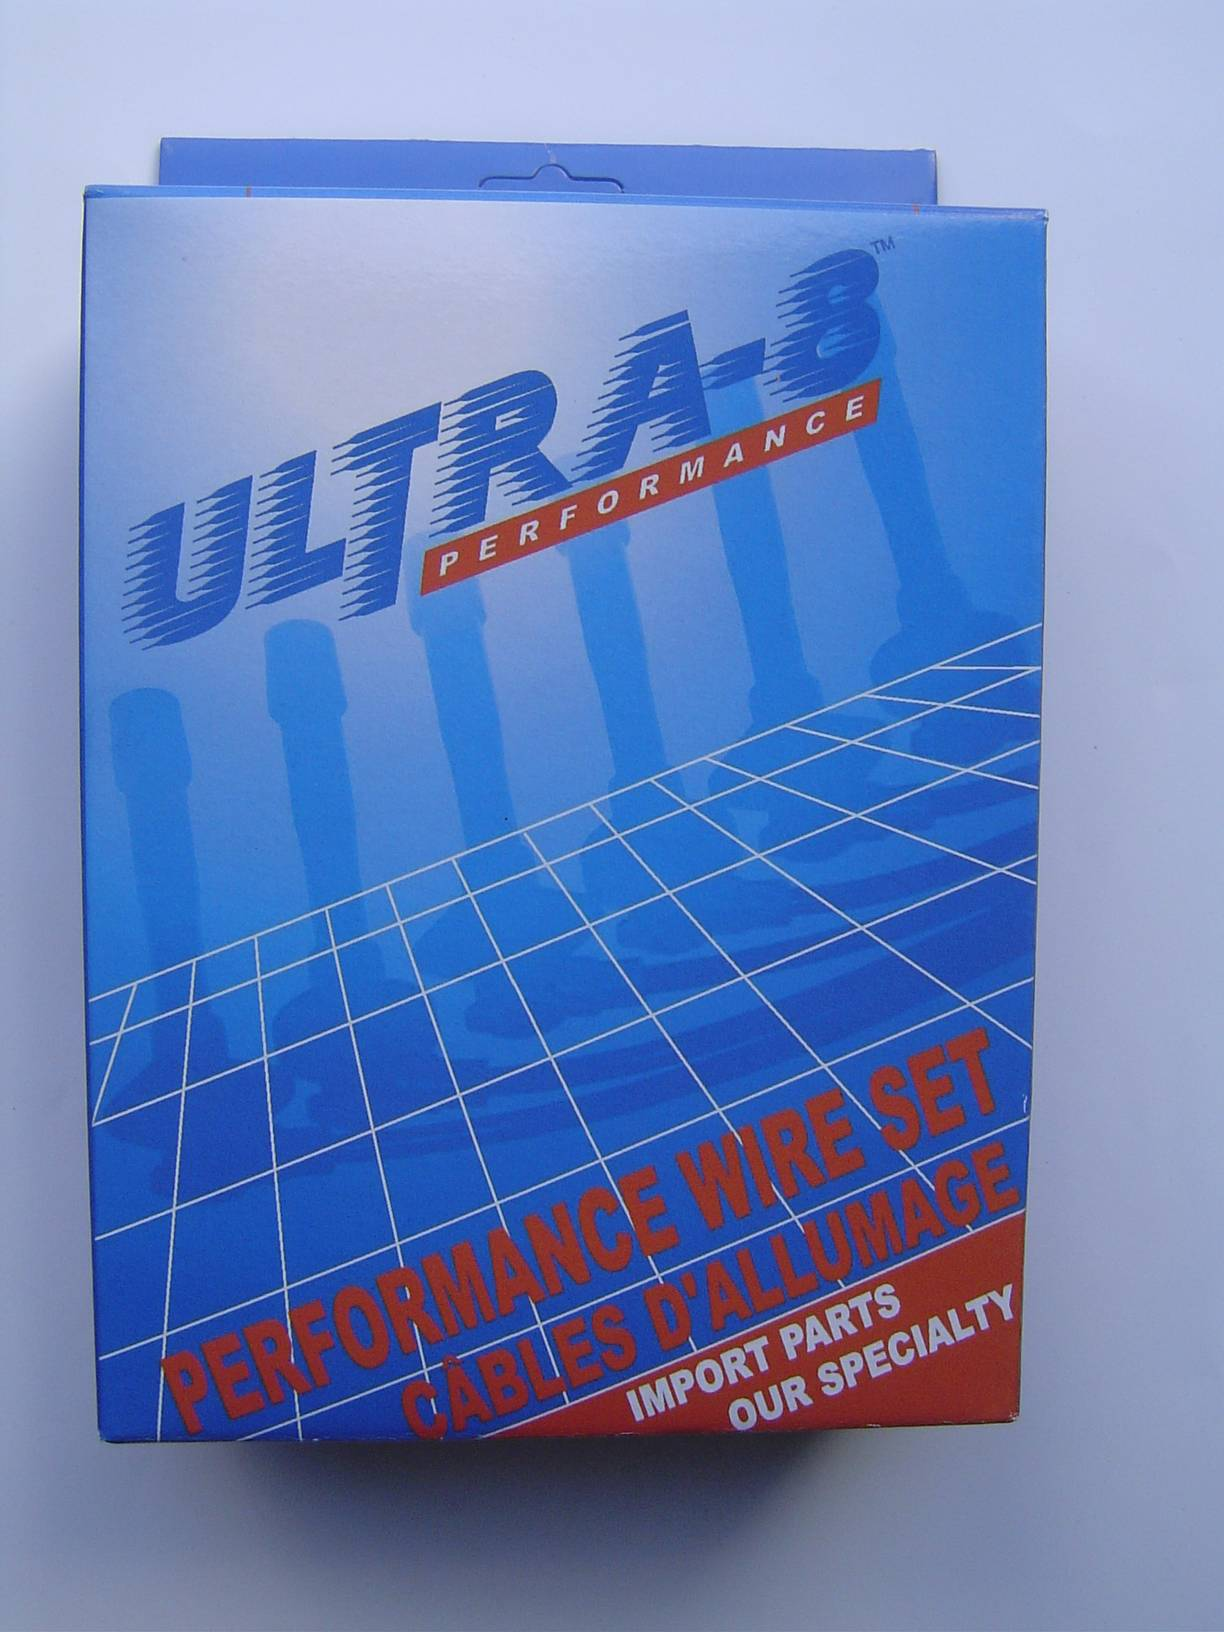 ULTRA-8™
PERFORMANCE
PERFORMANCE WIRE SET
CÂBLES D'ALLUMAGE
IMPORT PARTS
OUR SPECIALTY